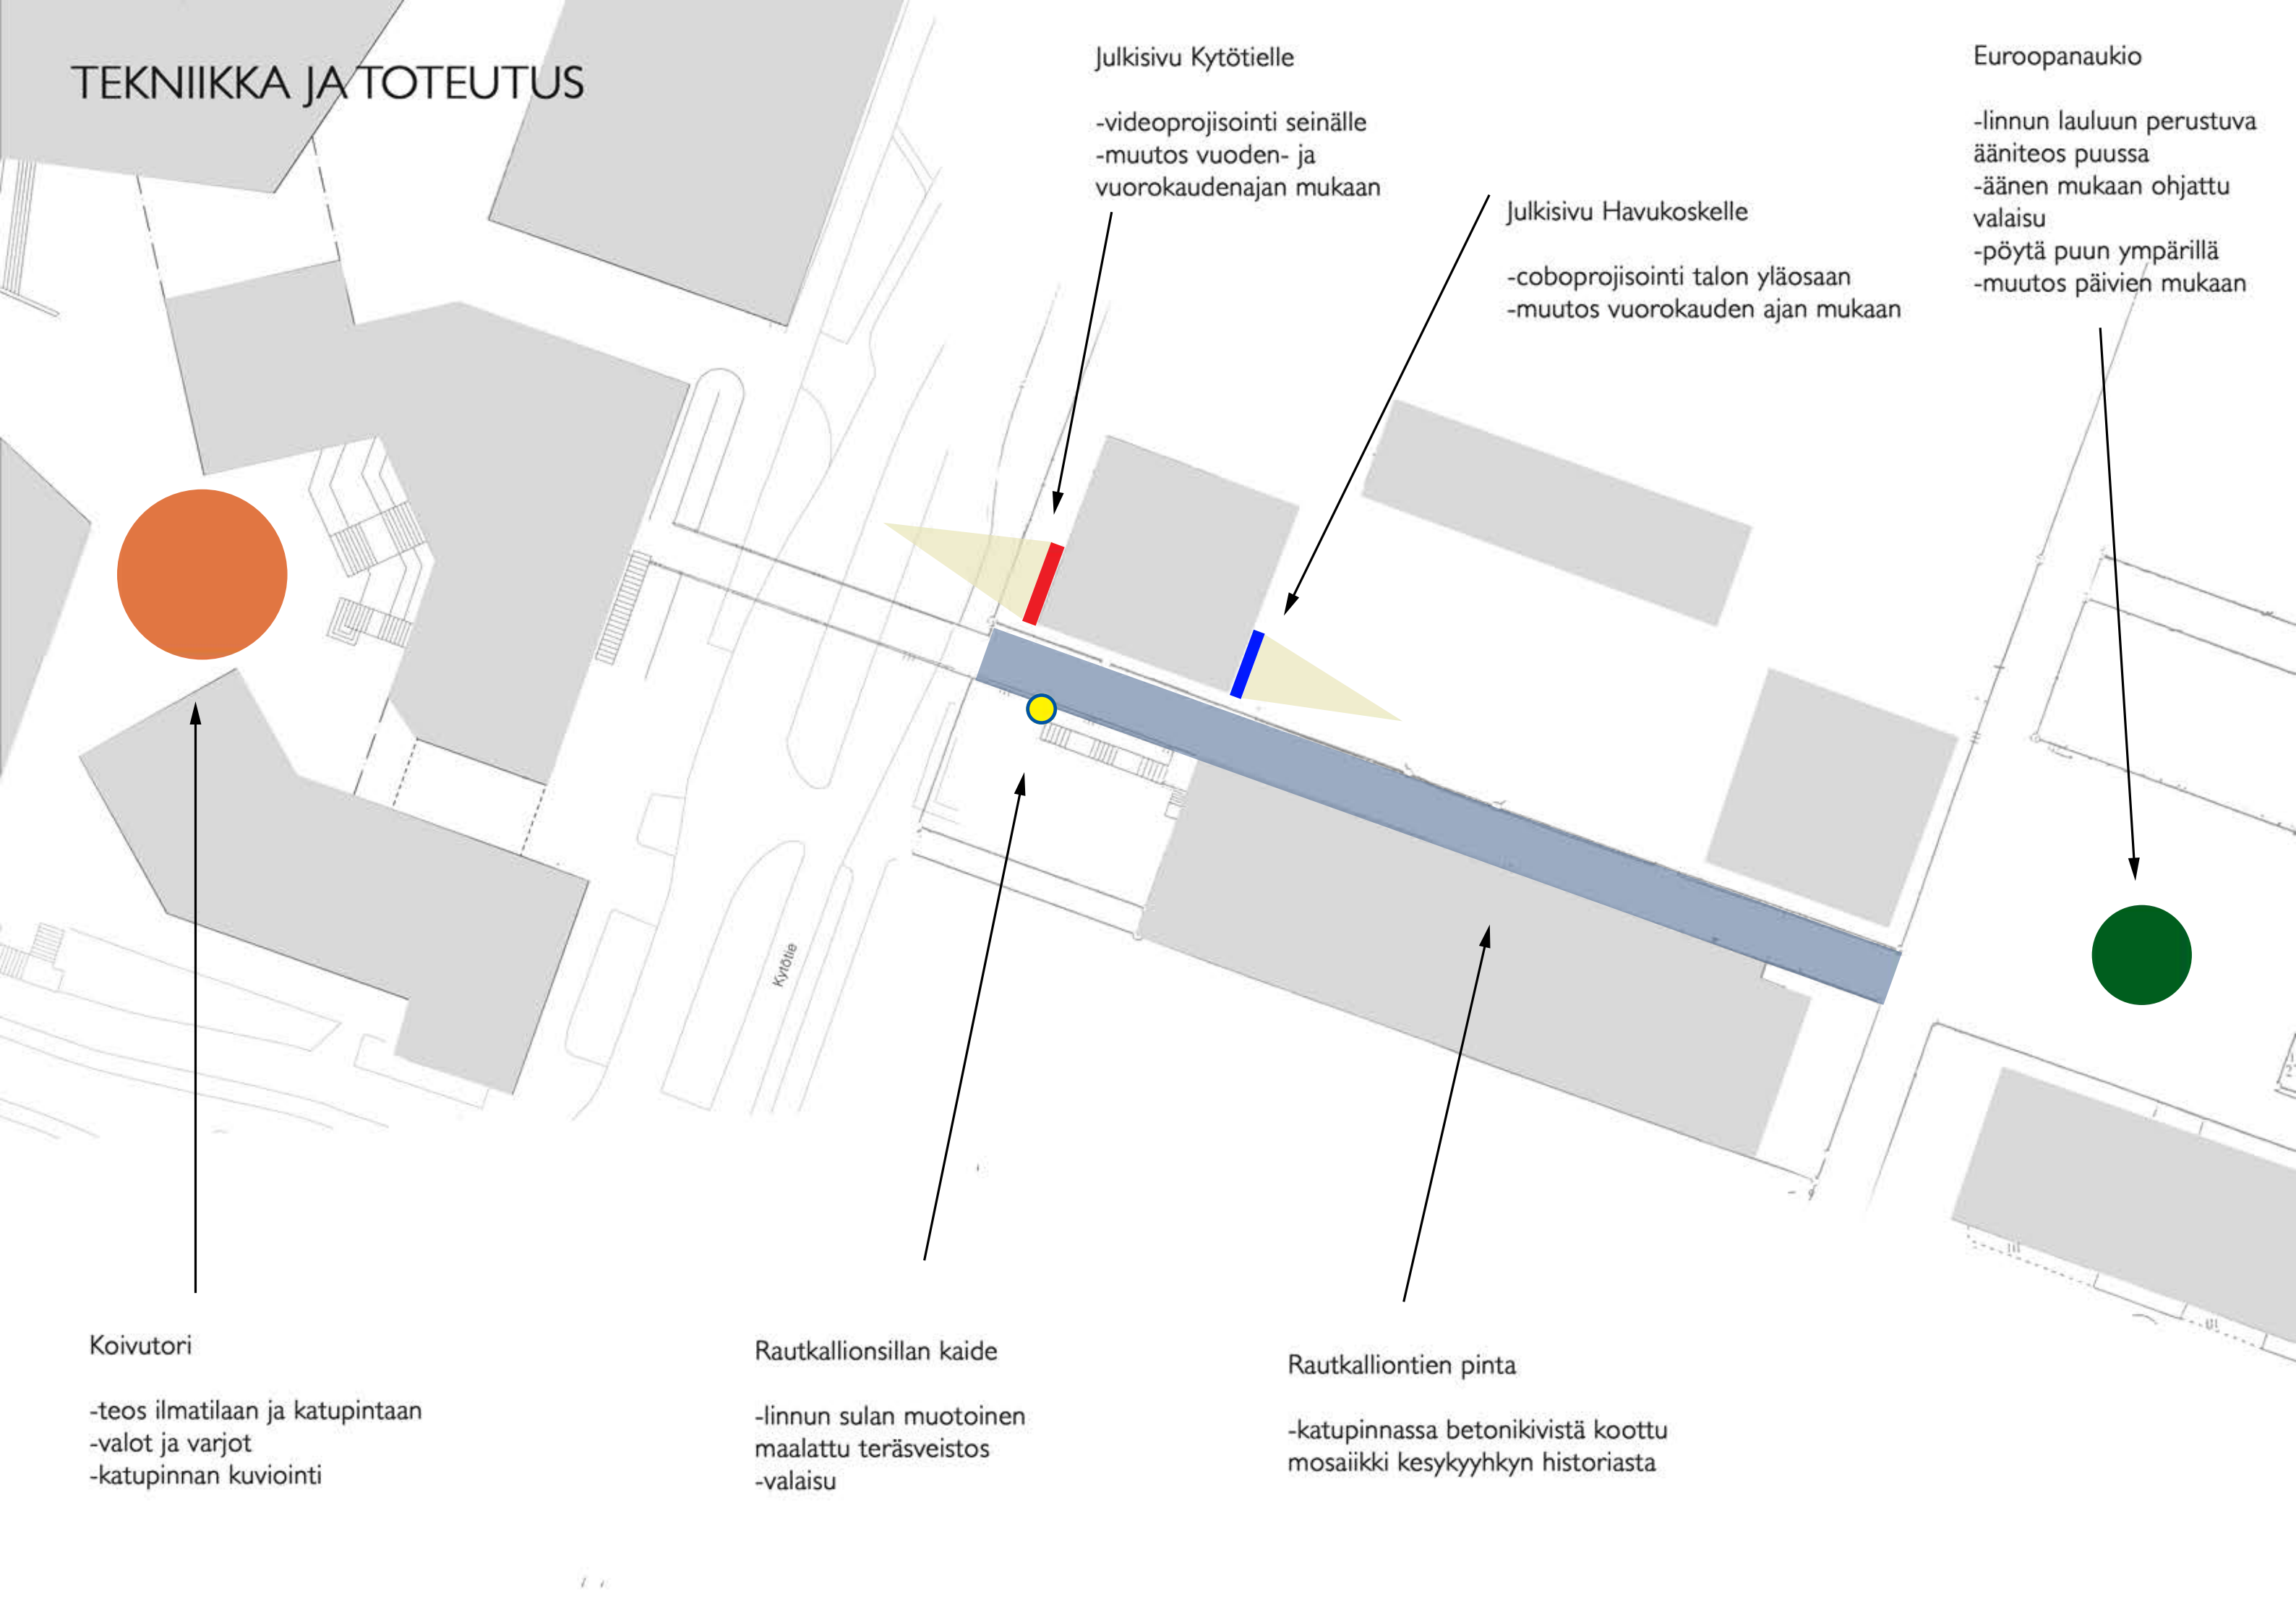 TEKNIIKKA JA TOTEUTUS
Julkisivu Kytötielle
-videoprojisointi seinälle
-muutos vuoden- ja
vuorokaudenajan mukaan
Julkisivu Havukoskelle
-coboprojisointi talon yläosaan
-muutos vuorokauden ajan mukaan
Euroopanaukio
-linnun lauluun perustuva
ääniteos puussa
-äänen mukaan ohjattu
valaisu
-pöytä puun ympärillä
-muutos päivien mukaan
Kytötie
Koivutori
-teos ilmatilaan ja katupintaan
-valot ja varjot
-katupinnan kuviointi
Rautkallionsillan kaide
-linnun sulan muotoinen
maalattu teräsveistos
-valaisu
Rautkalliontien pinta
-katupinnassa betonikivistä koottu
mosaiikki kesykyyhkyn historiasta